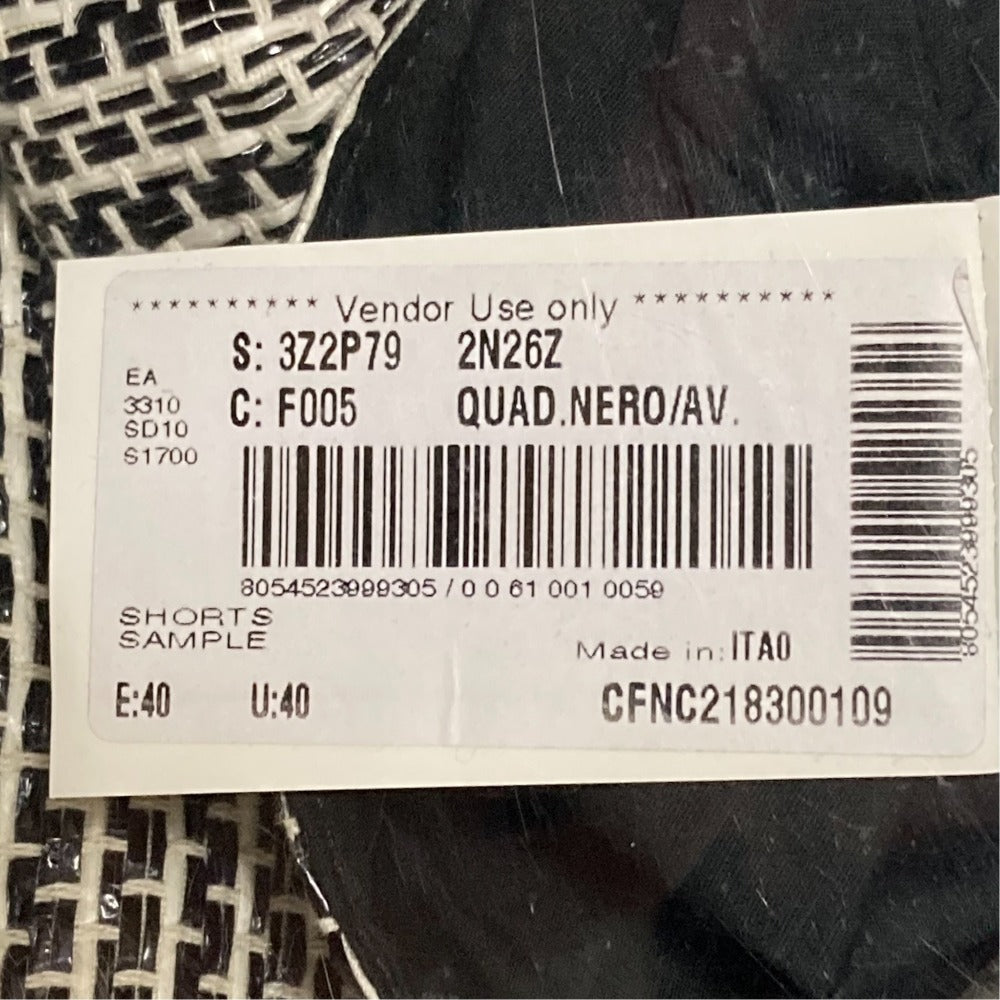 * * * * * * * * * * Vendor Use only * * * * * * * * * *
S: 3Z2P79 2N26Z
EA
3310
SD10
S1700
C: F005 QUAD.NERO/AV.
8054523999305 / 0 0 61 001 0059
8054523999305
SHORTS
SAMPLE
Made in: ITA0
E:40 U:40
CFNC218300109